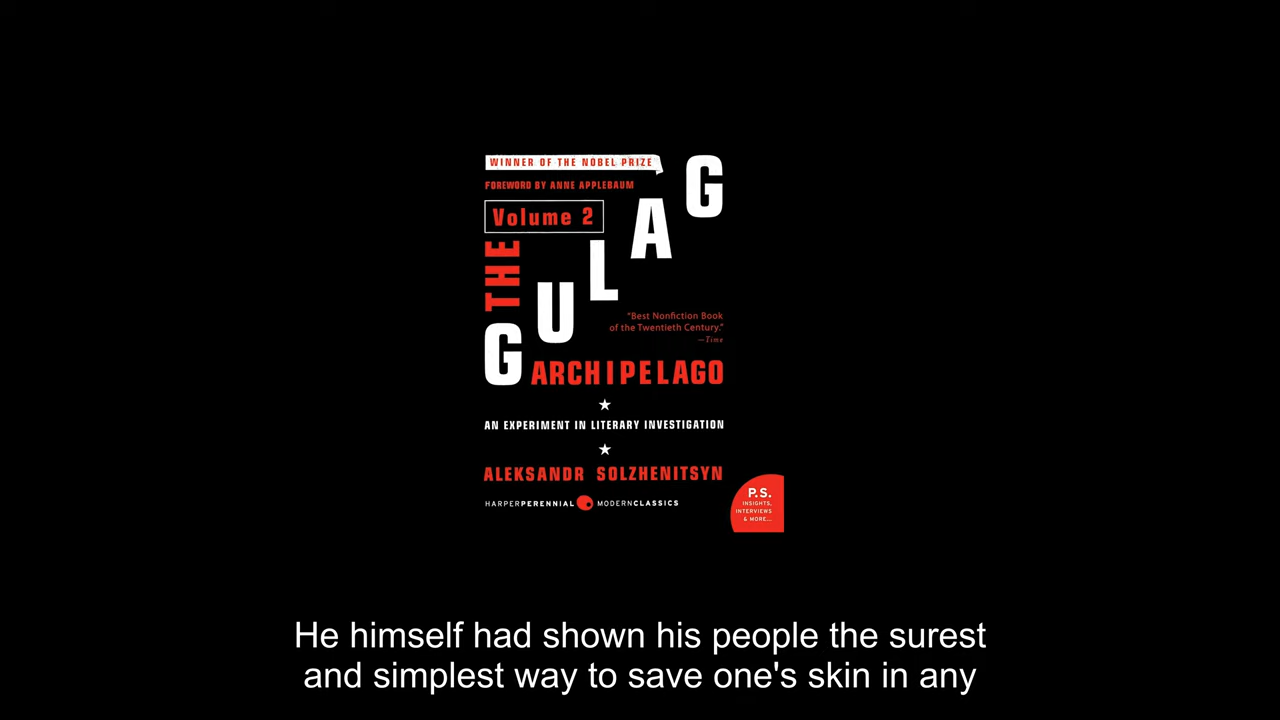 WINNER OF THE NOBEL PRIZE
FOREWORD BY ANNE APPLEBAUM
Volume 2
THE
GULAG
"Best Nonfiction Book
of the Twentieth Century."
—Time
ARCHIPELAGO
AN EXPERIMENT IN LITERARY INVESTIGATION
ALEKSANDR SOLZHENITSYN
HARPERPERENNIAL MODERNCLASSICS
P.S.
INSIGHTS,
INTERVIEWS
& MORE...
He himself had shown his people the surest
and simplest way to save one's skin in any